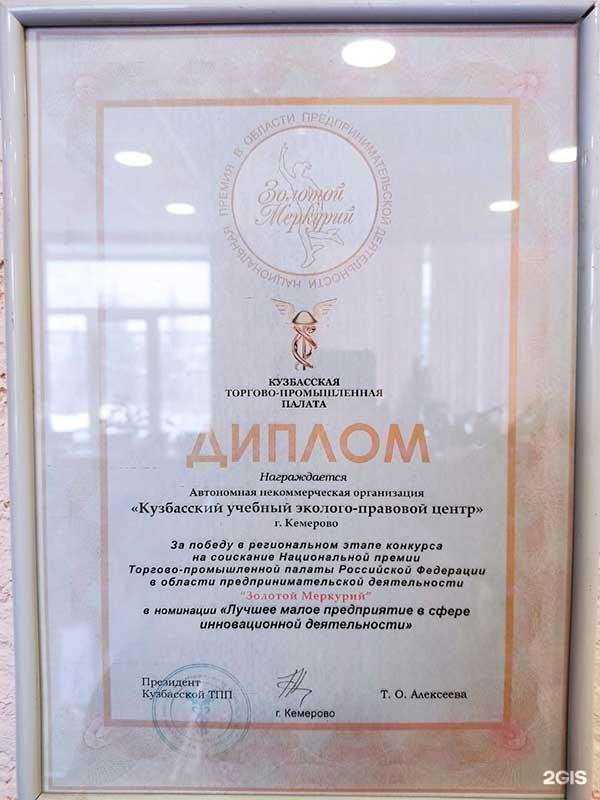 НАЦИОНАЛЬНАЯ ПРЕМИЯ В ОБЛАСТИ ПРЕДПРИНИМАТЕЛЬСКОЙ ДЕЯТЕЛЬНОСТИ
Золотой
Меркурий
КУЗБАССКАЯ
ТОРГОВО-ПРОМЫШЛЕННАЯ
ПАЛАТА
ДИПЛОМ
Награждается
Автономная некоммерческая организация
«Кузбасский учебный эколого-правовой центр»
г. Кемерово
За победу в региональном этапе конкурса
на соискание Национальной премии
Торгово-промышленной палаты Российской Федерации
в области предпринимательской деятельности
"Золотой Меркурий"
в номинации «Лучшее малое предприятие в сфере
инновационной деятельности»
Президент
Кузбасской ТПП
Т. О. Алексеева
г. Кемерово
2GIS